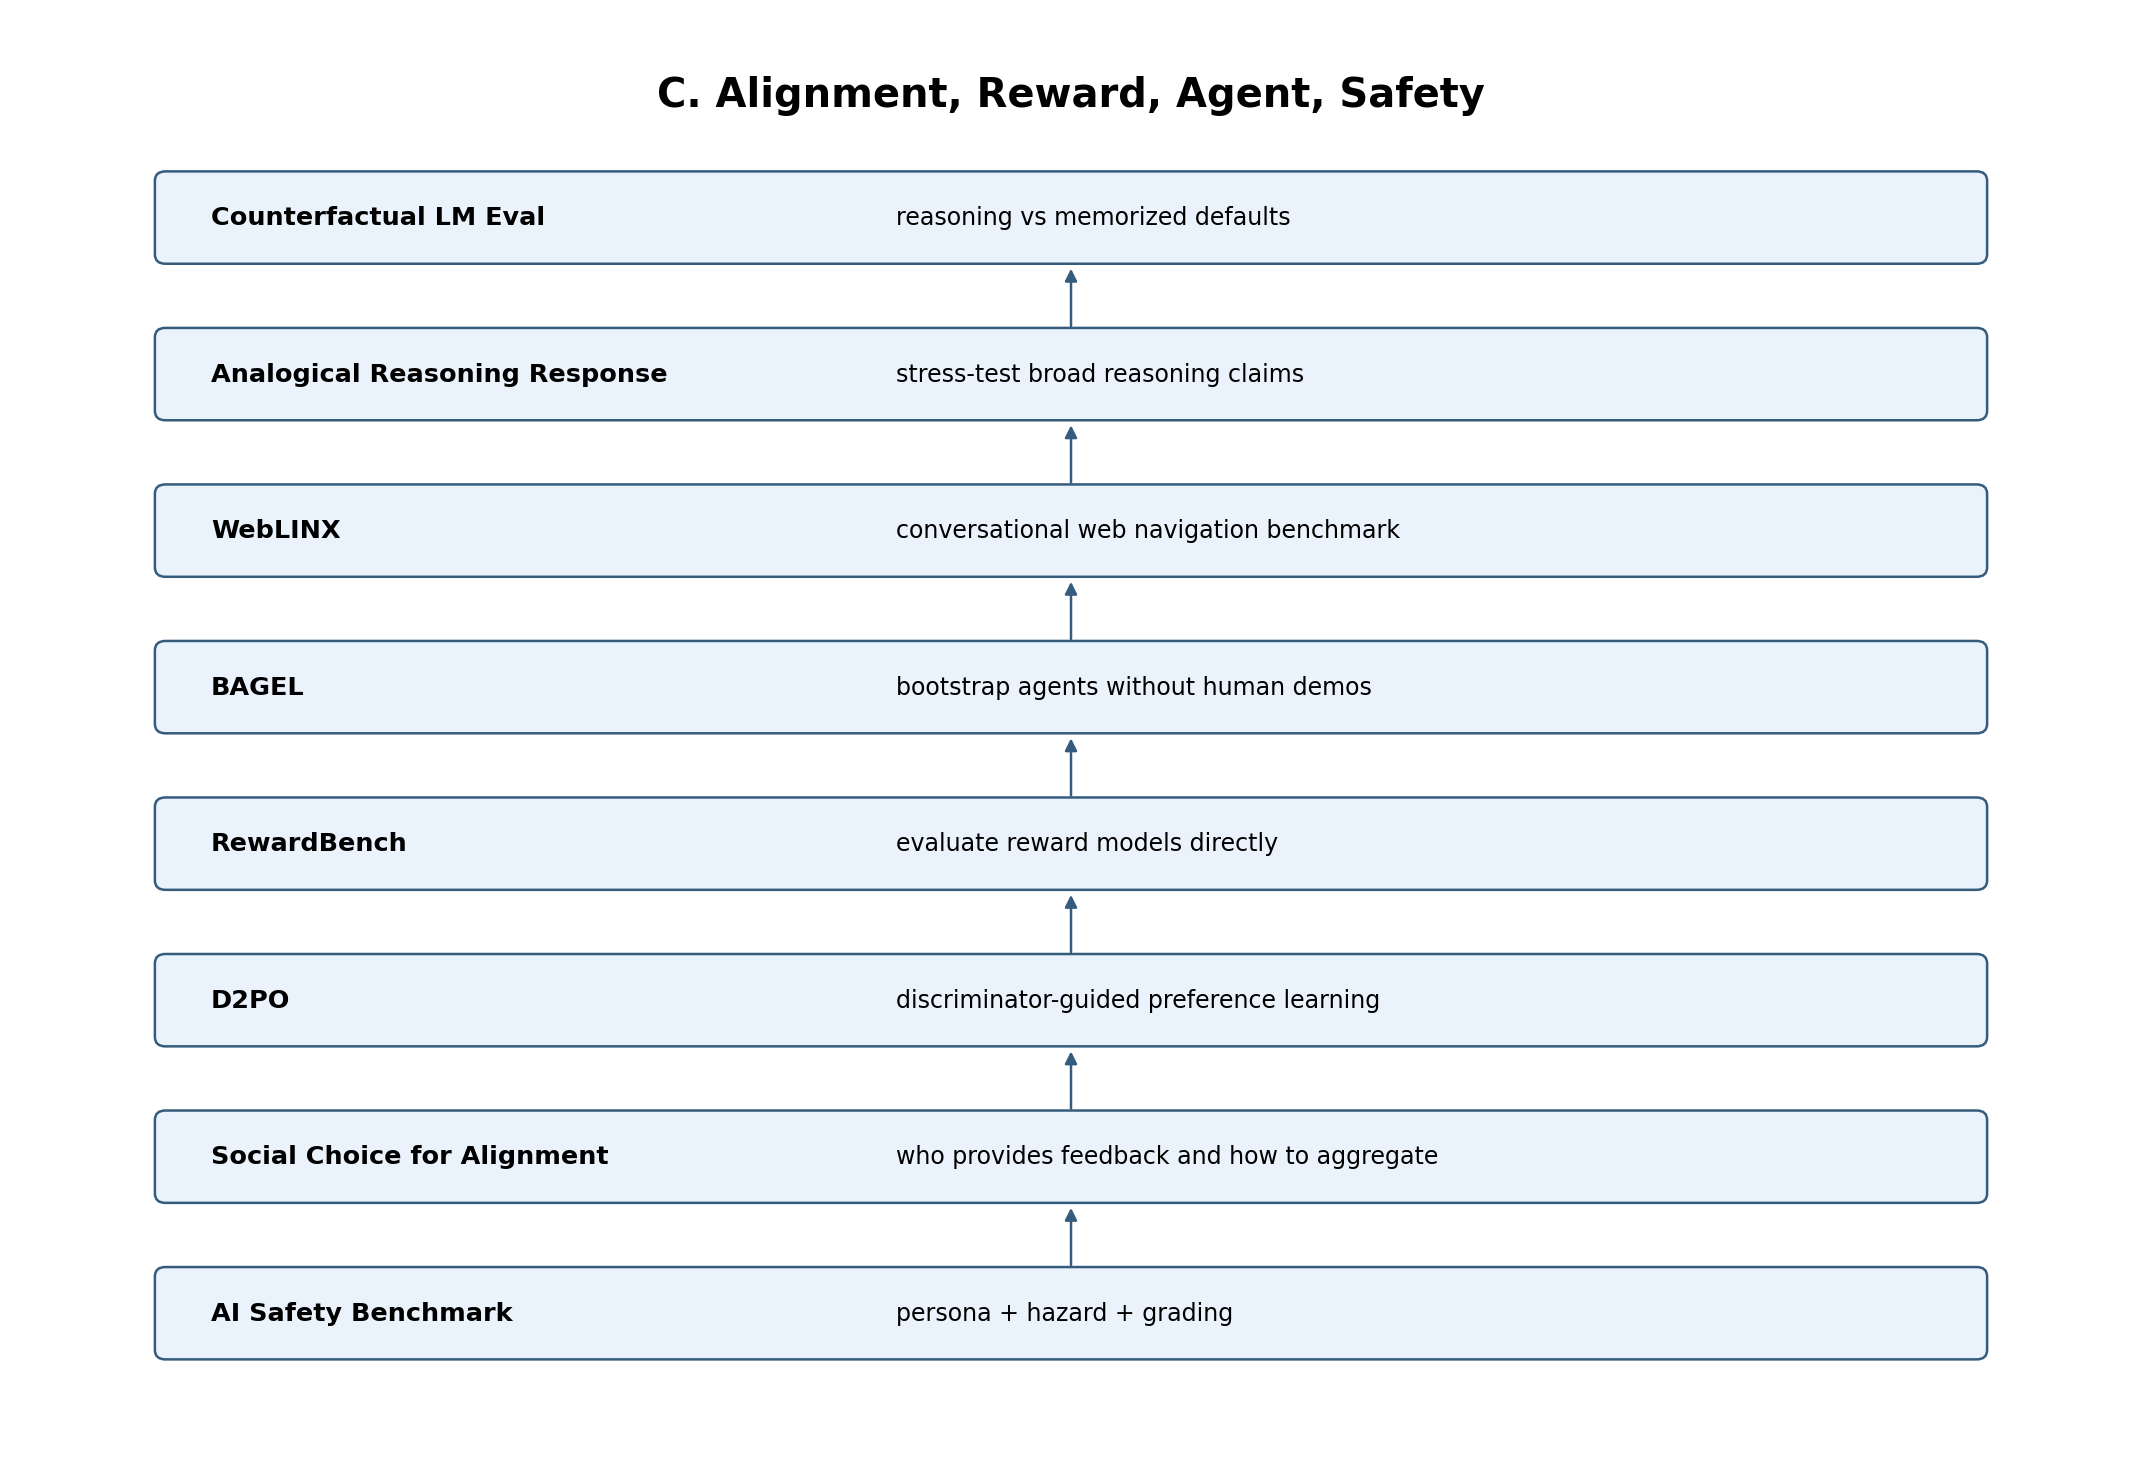 C. Alignment, Reward, Agent, Safety
Counterfactual LM Eval reasoning vs memorized defaults
Analogical Reasoning Response stress-test broad reasoning claims
WebLINX conversational web navigation benchmark
BAGEL bootstrap agents without human demos
RewardBench evaluate reward models directly
D2PO discriminator-guided preference learning
Social Choice for Alignment who provides feedback and how to aggregate
AI Safety Benchmark persona + hazard + grading